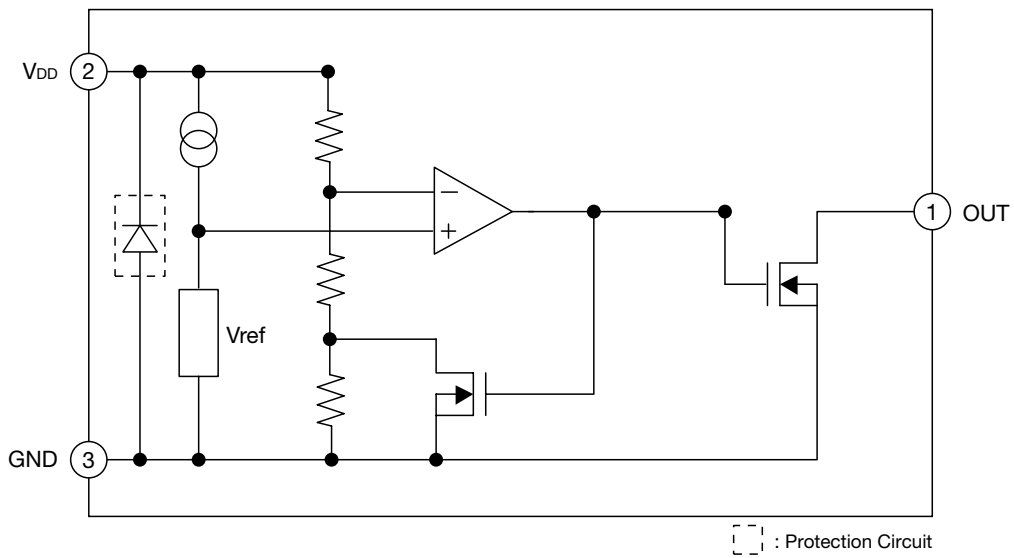 VDD 2
− +
1 OUT
Vref
GND 3
: Protection Circuit